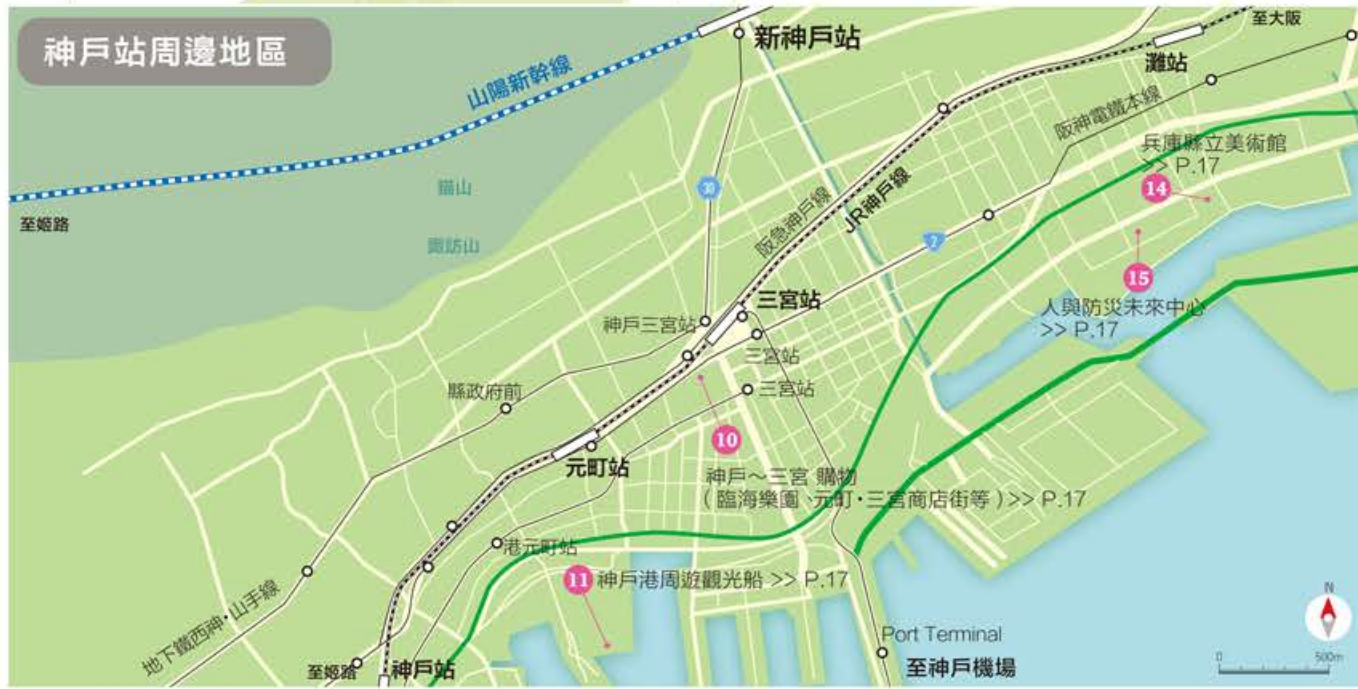 神戶站周邊地區
至大阪
新神戶站
灘站
山陽新幹線
阪神電鐵本線
兵庫縣立美術館
>> P.17
14
30
錨山
至姬路
諏訪山
阪急神戶線
JR神戶線
2
15
人與防災未來中心
>> P.17
三宮站
神戶三宮站
三宮站
三宮站
縣政府前
10
元町站
神戶～三宮 購物
（臨海樂園、元町・三宮商店街等）>> P.17
港元町站
11 神戶港周遊觀光船 >> P.17
地下鐵西神・山手線
至姬路
神戶站
Port Terminal
至神戶機場
N
0 500m